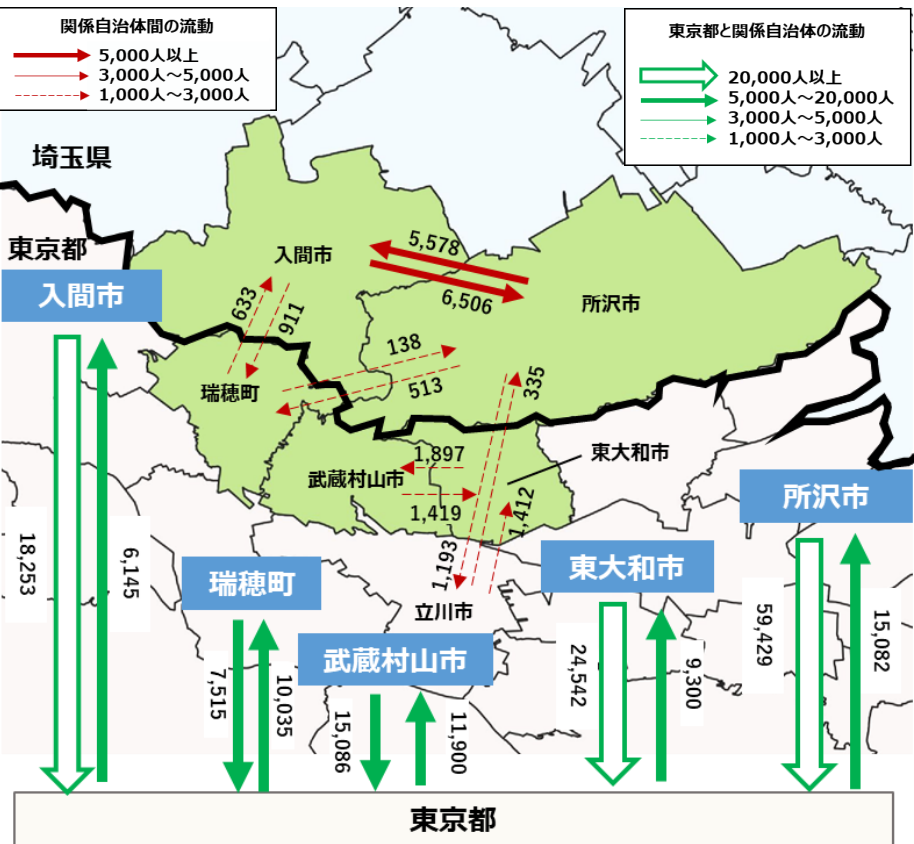 関係自治体間の流動
5,000人以上
3,000人～5,000人
1,000人～3,000人
東京都と関係自治体の流動
20,000人以上
5,000人～20,000人
3,000人～5,000人
1,000人～3,000人
埼玉県
東京都
入間市
入間市
所沢市
瑞穂町
武蔵村山市
東大和市
立川市
5,578
6,506
633
911
138
513
335
1,897
1,419
1,412
1,193
18,253
6,145
瑞穂町
7,515
10,035
武蔵村山市
15,086
11,900
東大和市
24,542
9,300
所沢市
59,429
15,082
東京都